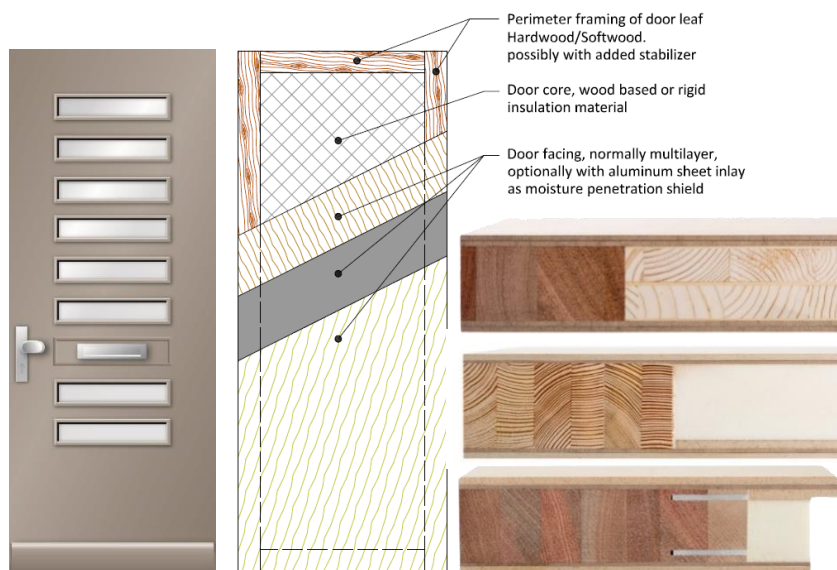 Perimeter framing of door leaf
Hardwood/Softwood.
possibly with added stabilizer
Door core, wood based or rigid
insulation material
Door facing, normally multilayer,
optionally with aluminum sheet inlay
as moisture penetration shield